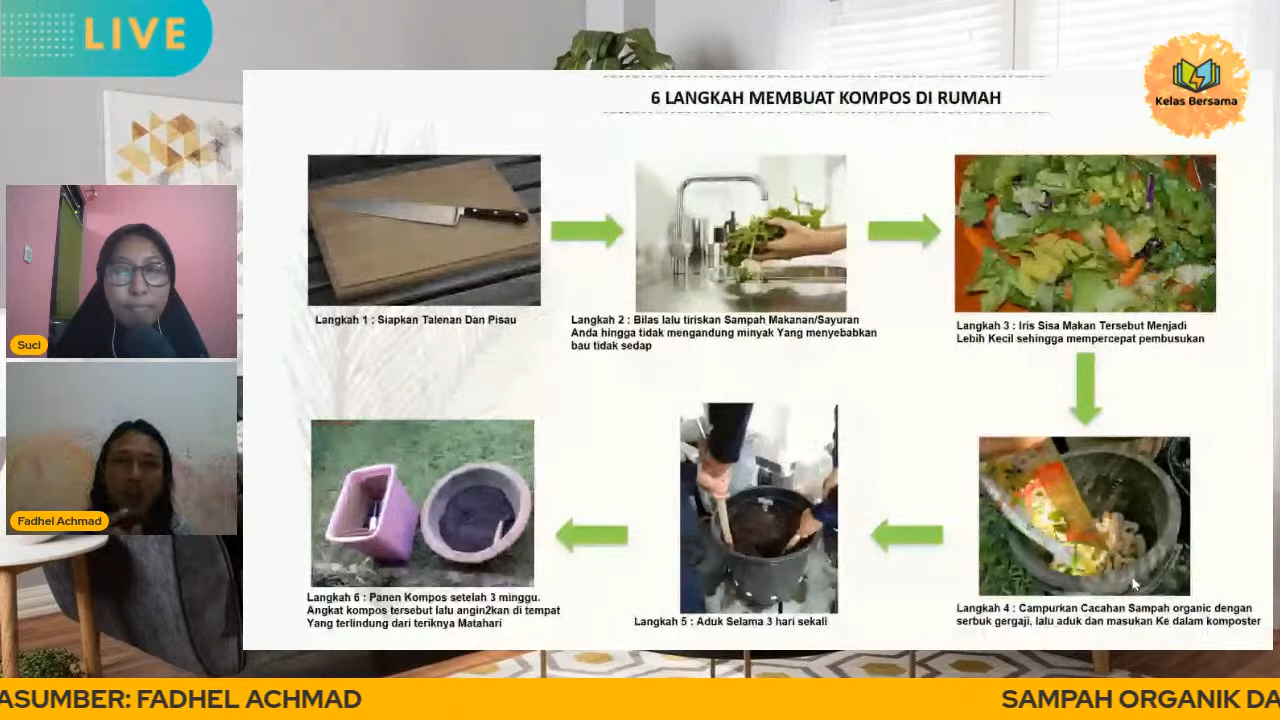 LIVE
6 LANGKAH MEMBUAT KOMPOS DI RUMAH
Kelas Bersama
Langkah 1 : Siapkan Talenan Dan Pisau
Langkah 2 : Bilas lalu tiriskan Sampah Makanan/Sayuran
Anda hingga tidak mengandung minyak Yang menyebabkan
bau tidak sedap
Langkah 3 : Iris Sisa Makan Tersebut Menjadi
Lebih Kecil sehingga mempercepat pembusukan
Suci
Fadhel Achmad
Langkah 6 : Panen Kompos setelah 3 minggu.
Angkat kompos tersebut lalu angin2kan di tempat
Yang terlindung dari teriknya Matahari
Langkah 5 : Aduk Selama 3 hari sekali
Langkah 4 : Campurkan Cacahan Sampah organic dengan
serbuk gergaji, lalu aduk dan masukan Ke dalam komposter
ASUMBER: FADHEL ACHMAD
SAMPAH ORGANIK DA